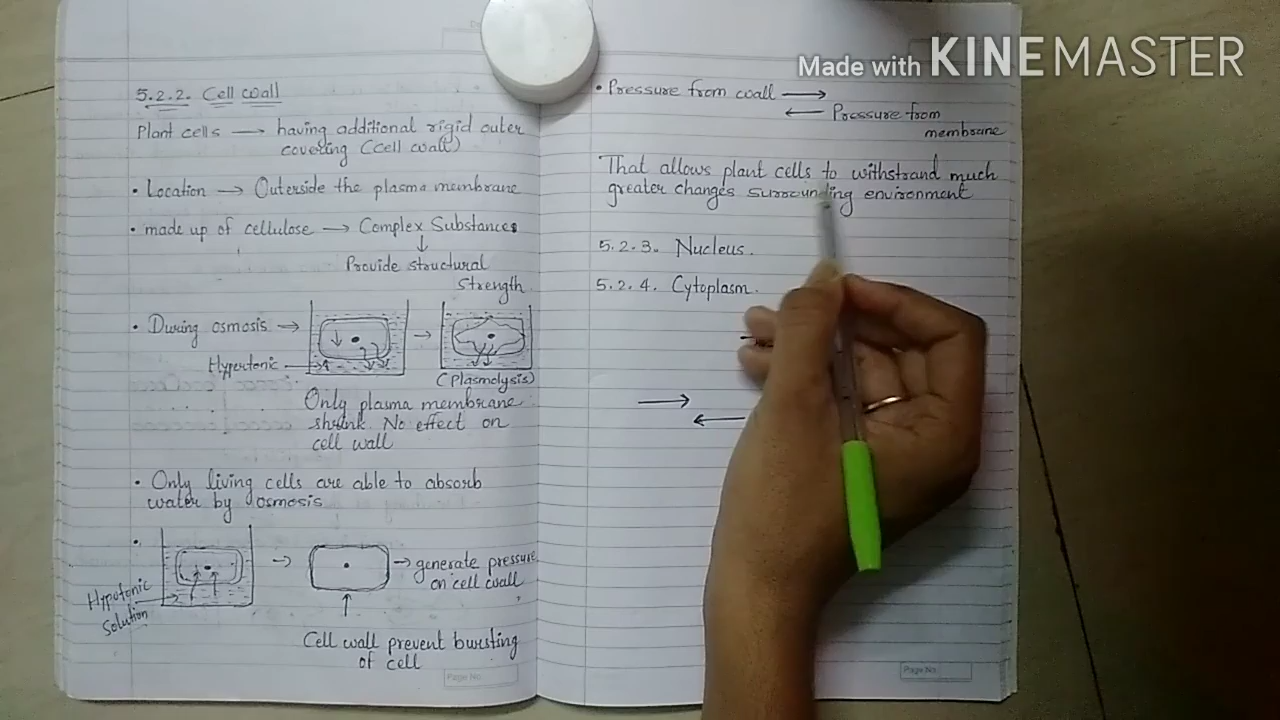 5.2.2. Cell wall
Plant cells → having additional rigid outer
covering (cell wall)
• Location → Outerside the plasma membrane
• made up of cellulose → Complex Substances
↓
Provide structural
Strength.
• During osmosis →
→
Hypertonic
(Plasmolysis)
Only plasma membrane
shrink. No effect on
cell wall
• Only living cells are able to absorb
water by osmosis
•
→
→ generate pressure
on cell wall
Hypotonic
Solution
Cell wall prevent bursting
of cell
Page No.
Made with KINEMASTER
• Pressure from wall →
← Pressure from
membrane
That allows plant cells to withstand much
greater changes surrounding environment
5.2.3. Nucleus.
5.2.4. Cytoplasm.
→
←
Page No.